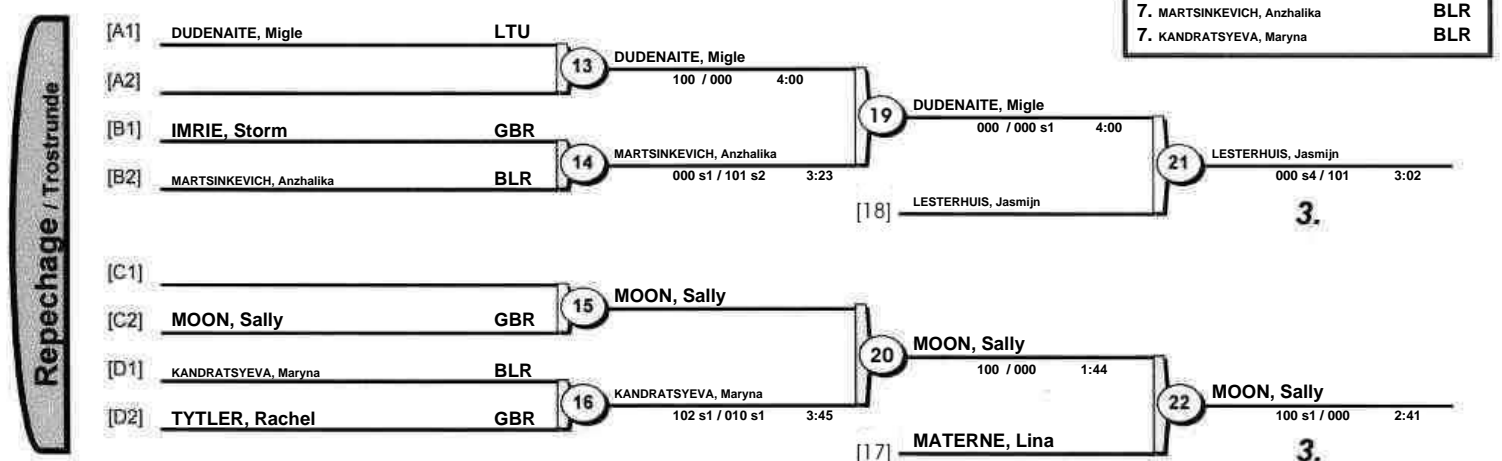 7. MARTSINKEVICH, Anzhalika BLR
7. KANDRATSYEVA, Maryna BLR
Repechage / Trostrunde
[A1] DUDENAITE, Migle LTU
[A2]
13
DUDENAITE, Migle
100 / 000 4:00
[B1] IMRIE, Storm GBR
[B2] MARTSINKEVICH, Anzhalika BLR
14
MARTSINKEVICH, Anzhalika
000 s1 / 101 s2 3:23
19
DUDENAITE, Migle
000 / 000 s1 4:00
[18] LESTERHUIS, Jasmijn
21
LESTERHUIS, Jasmijn
000 s4 / 101 3:02
3.
[C1]
[C2] MOON, Sally GBR
15
MOON, Sally
[D1] KANDRATSYEVA, Maryna BLR
[D2] TYTLER, Rachel GBR
16
KANDRATSYEVA, Maryna
102 s1 / 010 s1 3:45
20
MOON, Sally
100 / 000 1:44
[17] MATERNE, Lina
22
MOON, Sally
100 s1 / 000 2:41
3.